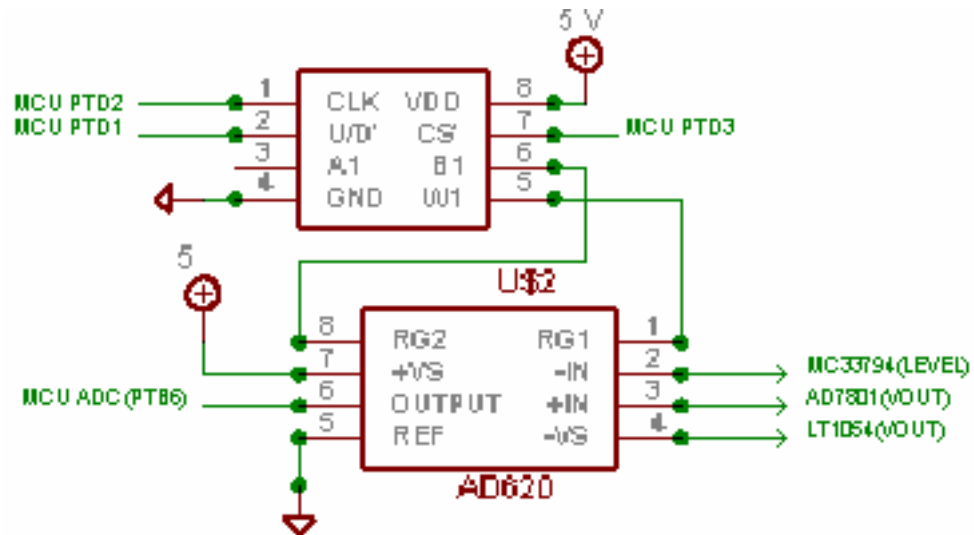 5 V
MCU PTD2 1 CLK VDD 8
MCU PTD1 2 U/D' CS' 7 MCU PTD3
3 A1 B1 6
4 GND W1 5
5
U$2
8 RG2 RG1 1
7 +VS -IN 2 MC33794(LEVEL)
MCU ADC(PTB6) 6 OUTPUT +IN 3 AD7801(VOUT)
5 REF -VS 4 LT1054(VOUT)
AD620